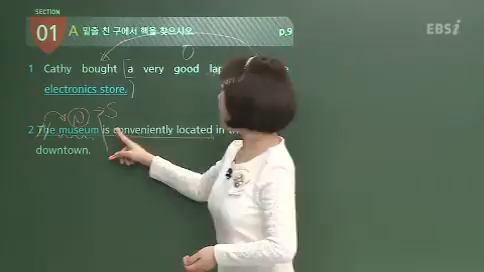 SECTION
01 A 밑줄 친 구에서 핵을 찾으시오. p.9
EBSi
1 Cathy bought a very good
electronics store.
N S
2 The museum is conveniently located in
downtown.